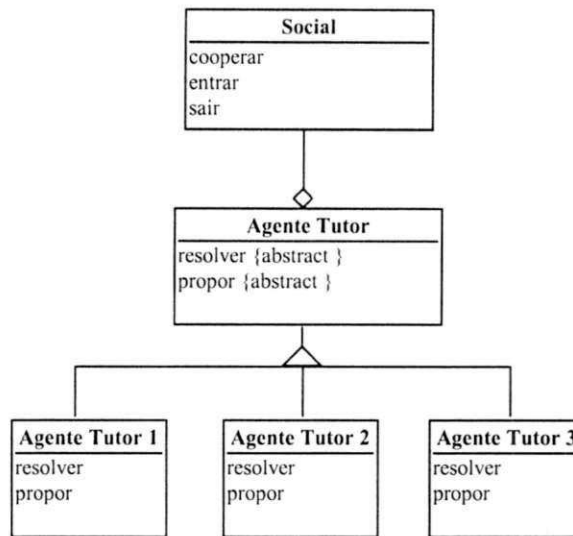 Social
cooperar
entrar
sair
Agente Tutor
resolver {abstract }
propor {abstract }
Agente Tutor 1
resolver
propor
Agente Tutor 2
resolver
propor
Agente Tutor 3
resolver
propor